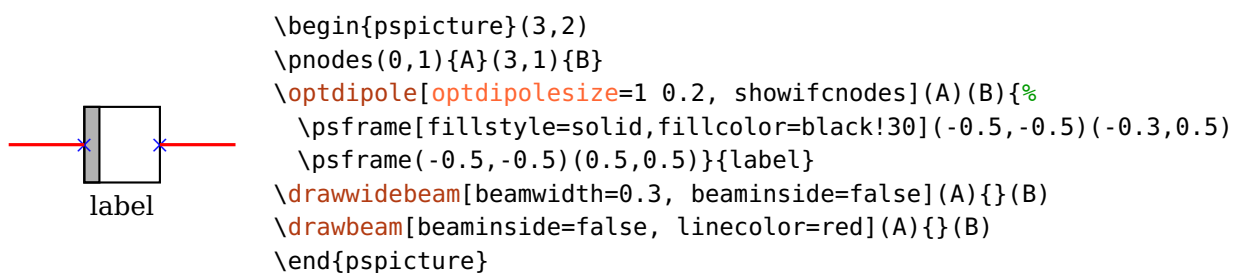 \begin{pspicture}(3,2)
\pnodes(0,1){A}(3,1){B}
\optdipole[optdipolesize=1 0.2, showifcnodes](A)(B){%
\psframe[fillstyle=solid,fillcolor=black!30](-0.5,-0.5)(-0.3,0.5)
\psframe(-0.5,-0.5)(0.5,0.5)}{label}
\drawwidebeam[beamwidth=0.3, beaminside=false](A){}(B)
\drawbeam[beaminside=false, linecolor=red](A){}(B)
\end{pspicture}
label